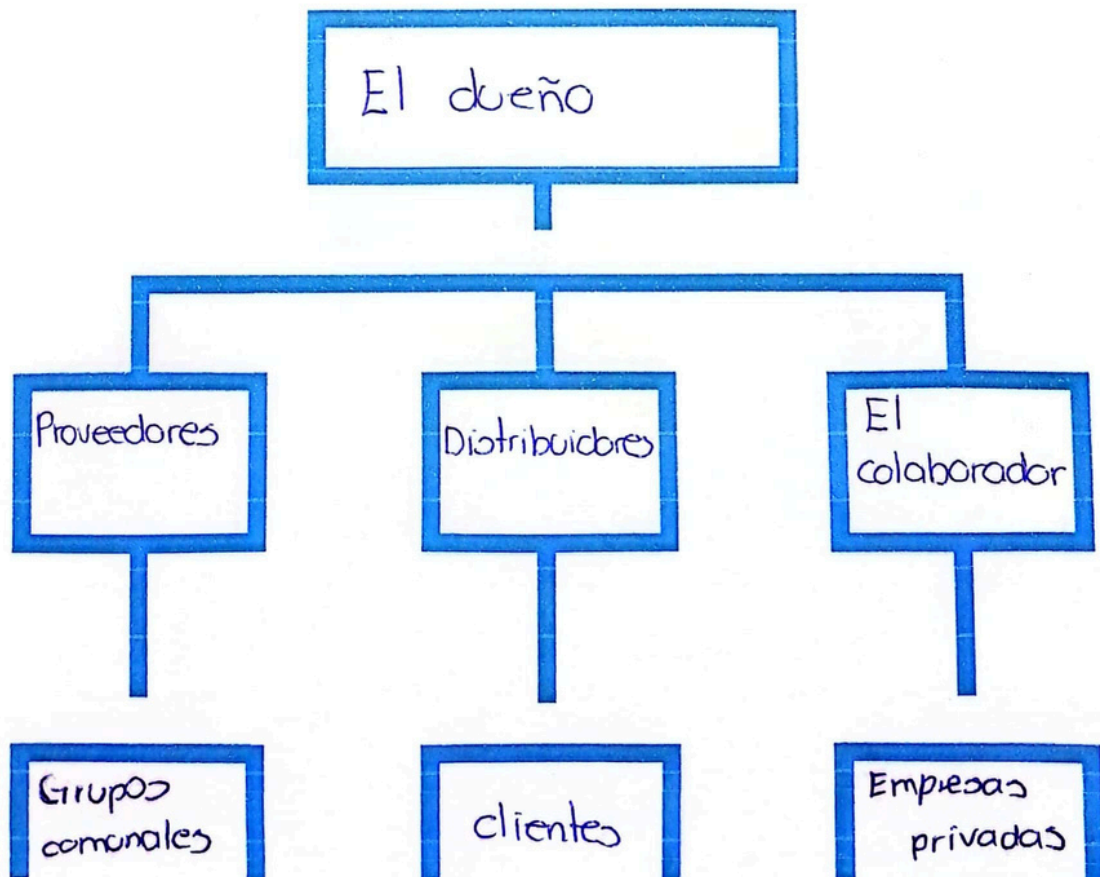 El dueño
Proveedores
Distribuidores
El
colaborador
Grupos
comunales
clientes
Empresas
privadas